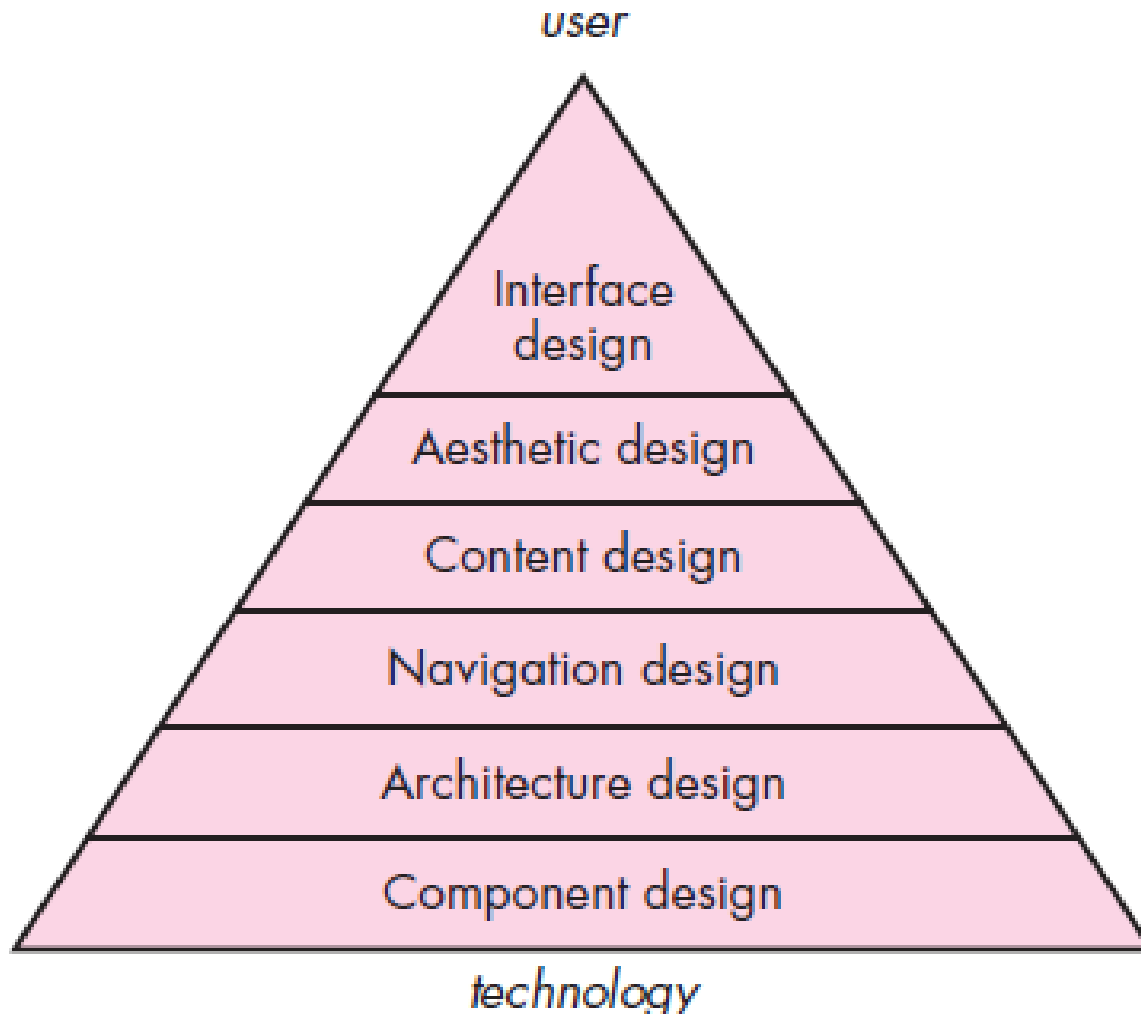 user
Interface
design
Aesthetic design
Content design
Navigation design
Architecture design
Component design
technology